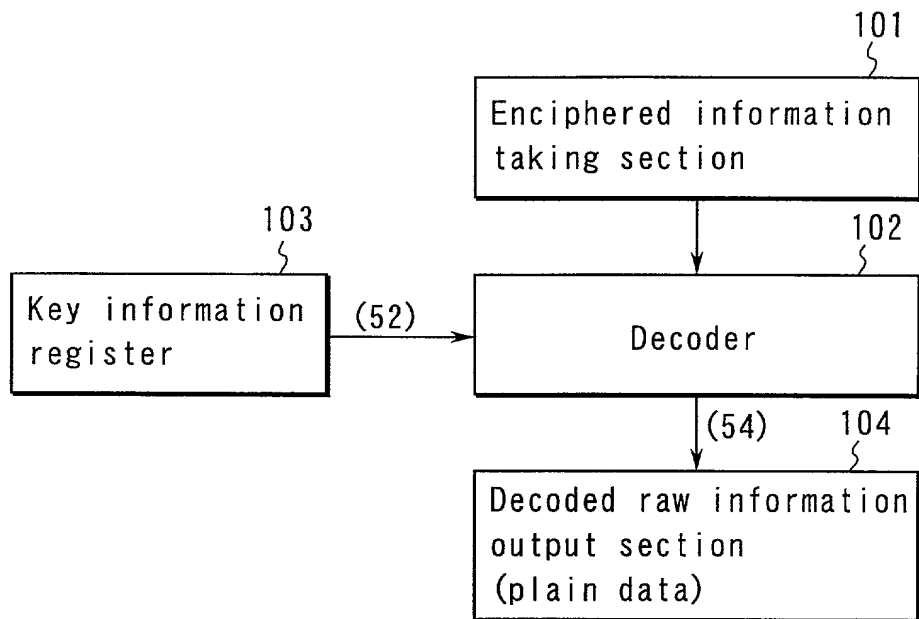 101
Enciphered information
taking section
103
102
Key information
register
(52)
Decoder
(54)
104
Decoded raw information
output section
(plain data)